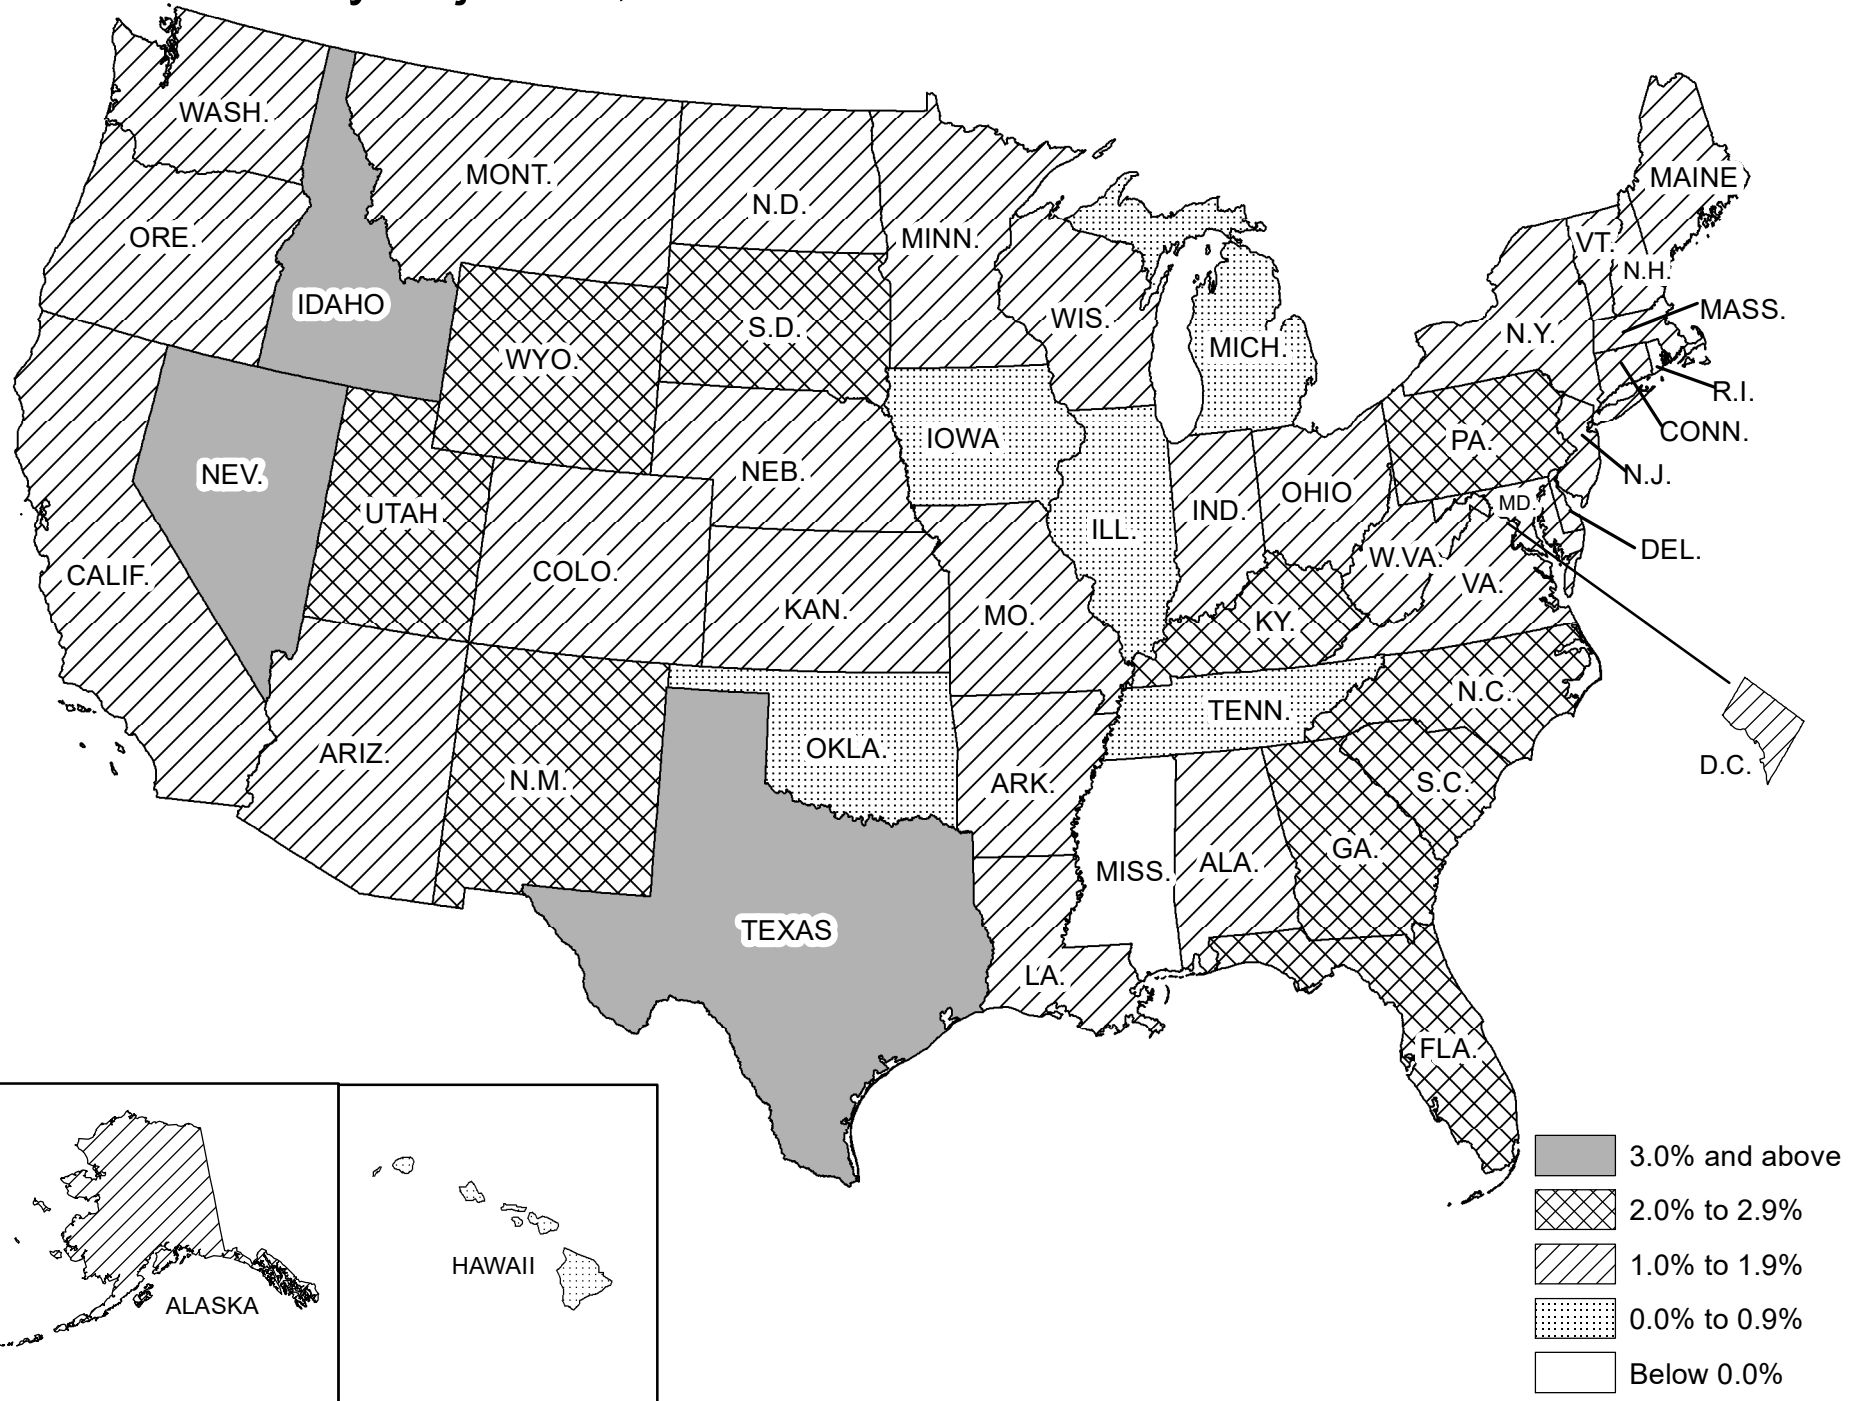 WASH.
MONT.
N.D.
MINN.
MAINE
ORE.
VT.
N.H.
IDAHO
S.D.
WIS.
MASS.
WYO.
MICH.
N.Y.
R.I.
IOWA
PA.
CONN.
NEV.
NEB.
N.J.
UTAH
OHIO
IND.
MD.
ILL.
DEL.
CALIF.
COLO.
W.VA.
VA.
KAN.
MO.
KY.
N.C.
TENN.
ARIZ.
OKLA.
D.C.
N.M.
ARK.
S.C.
GA.
MISS.
ALA.
TEXAS
LA.
FLA.
HAWAII
ALASKA
3.0% and above
2.0% to 2.9%
1.0% to 1.9%
0.0% to 0.9%
Below 0.0%